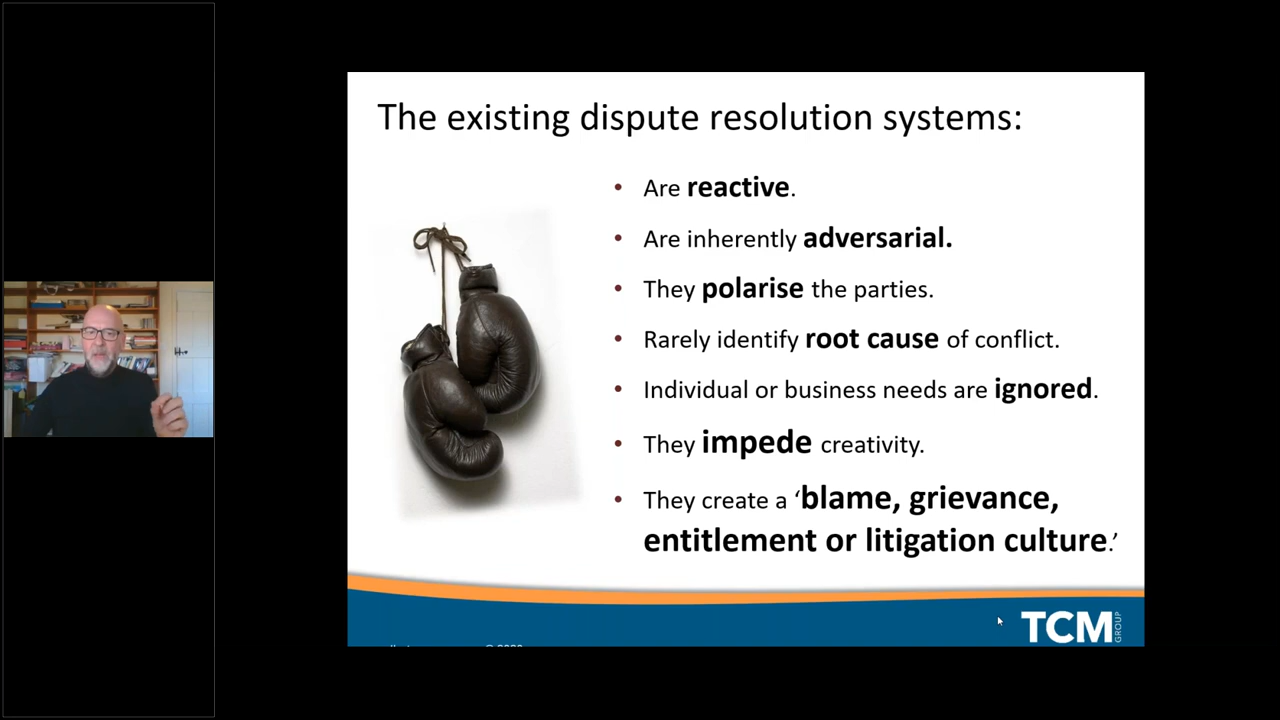 The existing dispute resolution systems:
• Are reactive.
• Are inherently adversarial.
• They polarise the parties.
• Rarely identify root cause of conflict.
• Individual or business needs are ignored.
• They impede creativity.
• They create a ‘blame, grievance,
entitlement or litigation culture.’
TCM GROUP